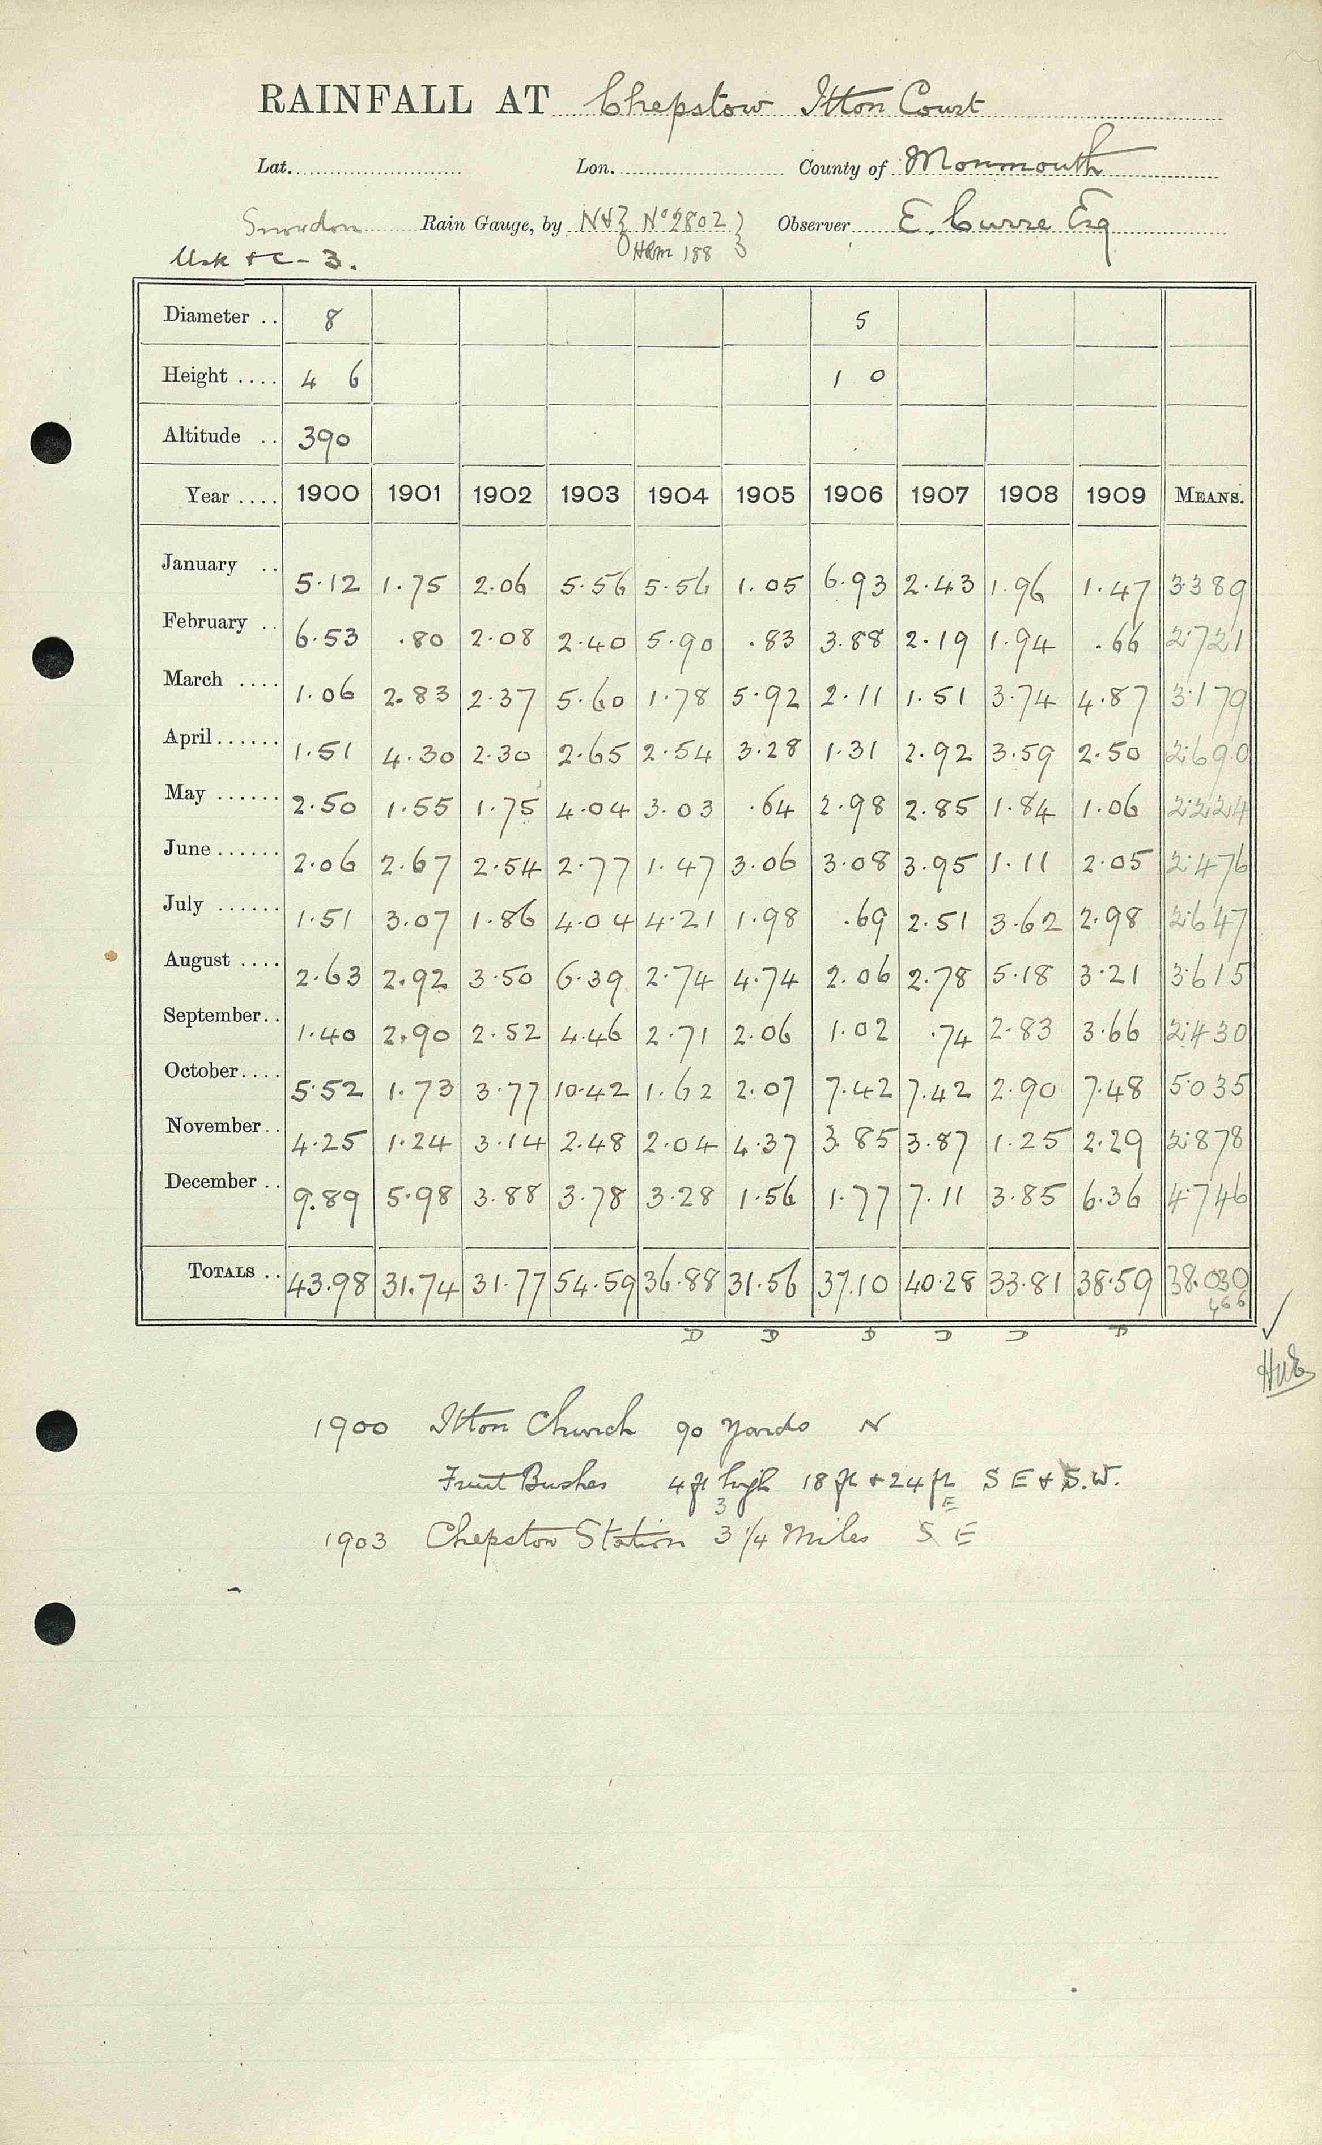 RAINFALL AT Chepstow Itton Court
Lat. Lon. County of Monmouth
Snowdon Rain Gauge, by N&Z No 2802 Observer E. Curre Esq
Usk &c - 3. 188
Diameter .. 8 5
Height .... 4 6 1 0
Altitude .. 390
Year .... 1900 1901 1902 1903 1904 1905 1906 1907 1908 1909 MEANS.
January .. 5.12 1.75 2.06 5.56 5.56 1.05 6.93 2.43 1.96 1.47 3.389
February .. 6.53 .80 2.08 2.40 5.90 .83 3.88 2.19 1.94 .66 2.721
March .... 1.06 2.83 2.37 5.60 1.78 5.92 2.11 1.51 3.74 4.87 3.179
April...... 1.51 4.30 2.30 2.65 2.54 3.28 1.31 2.92 3.59 2.50 2.690
May ...... 2.50 1.55 1.75 4.04 3.03 .64 2.98 2.85 1.84 1.06 2.224
June...... 2.06 2.67 2.54 2.77 1.47 3.06 3.08 3.95 1.11 2.05 2.476
July ...... 1.51 3.07 1.86 4.04 4.21 1.98 .69 2.51 3.62 2.98 2.647
August .... 2.63 2.92 3.50 6.39 2.74 4.74 2.06 2.78 5.18 3.21 3.615
September.. 1.40 2.90 2.52 4.46 2.71 2.06 1.02 .74 2.83 3.66 2.430
October.... 5.52 1.73 3.77 10.42 1.62 2.07 7.42 7.42 2.90 7.48 5.035
November.. 4.25 1.24 3.14 2.48 2.04 4.37 3.85 3.87 1.25 2.29 2.878
December .. 9.89 5.98 3.88 3.78 3.28 1.56 1.77 7.11 3.85 6.36 4.746
TOTALS .. 43.98 31.74 31.77 54.59 36.88 31.56 37.10 40.28 33.81 38.59 38.030
D D D D D D
1900 Itton Church 90 yards N
Fruit Bushes 4 ft high 18 ft + 24 ft S E & S.W.
3 E
1903 Chepstow Station 3 1/4 Miles S E